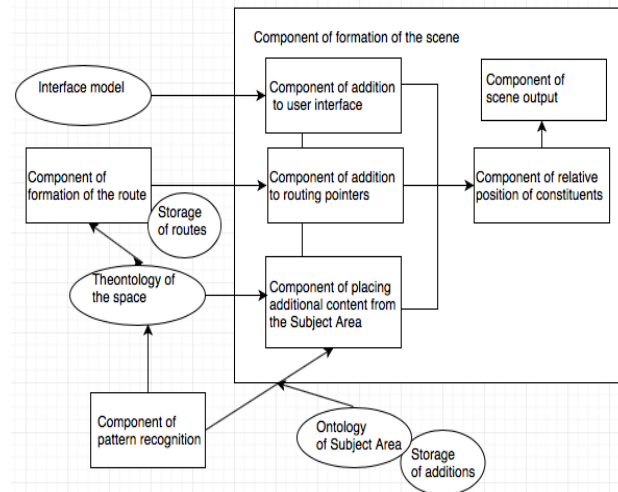 Component of formation of the scene
Interface model
Component of addition
to user interface
Component of
scene output
Component of
formation of the route
Component of addition
to routing pointers
Component of relative
position of constituents
Storage
of routes
Theontology of
the space
Component of placing
additional content from
the Subject Area
Component of
pattern recognition
Ontology
of Subject Area
Storage
of additions